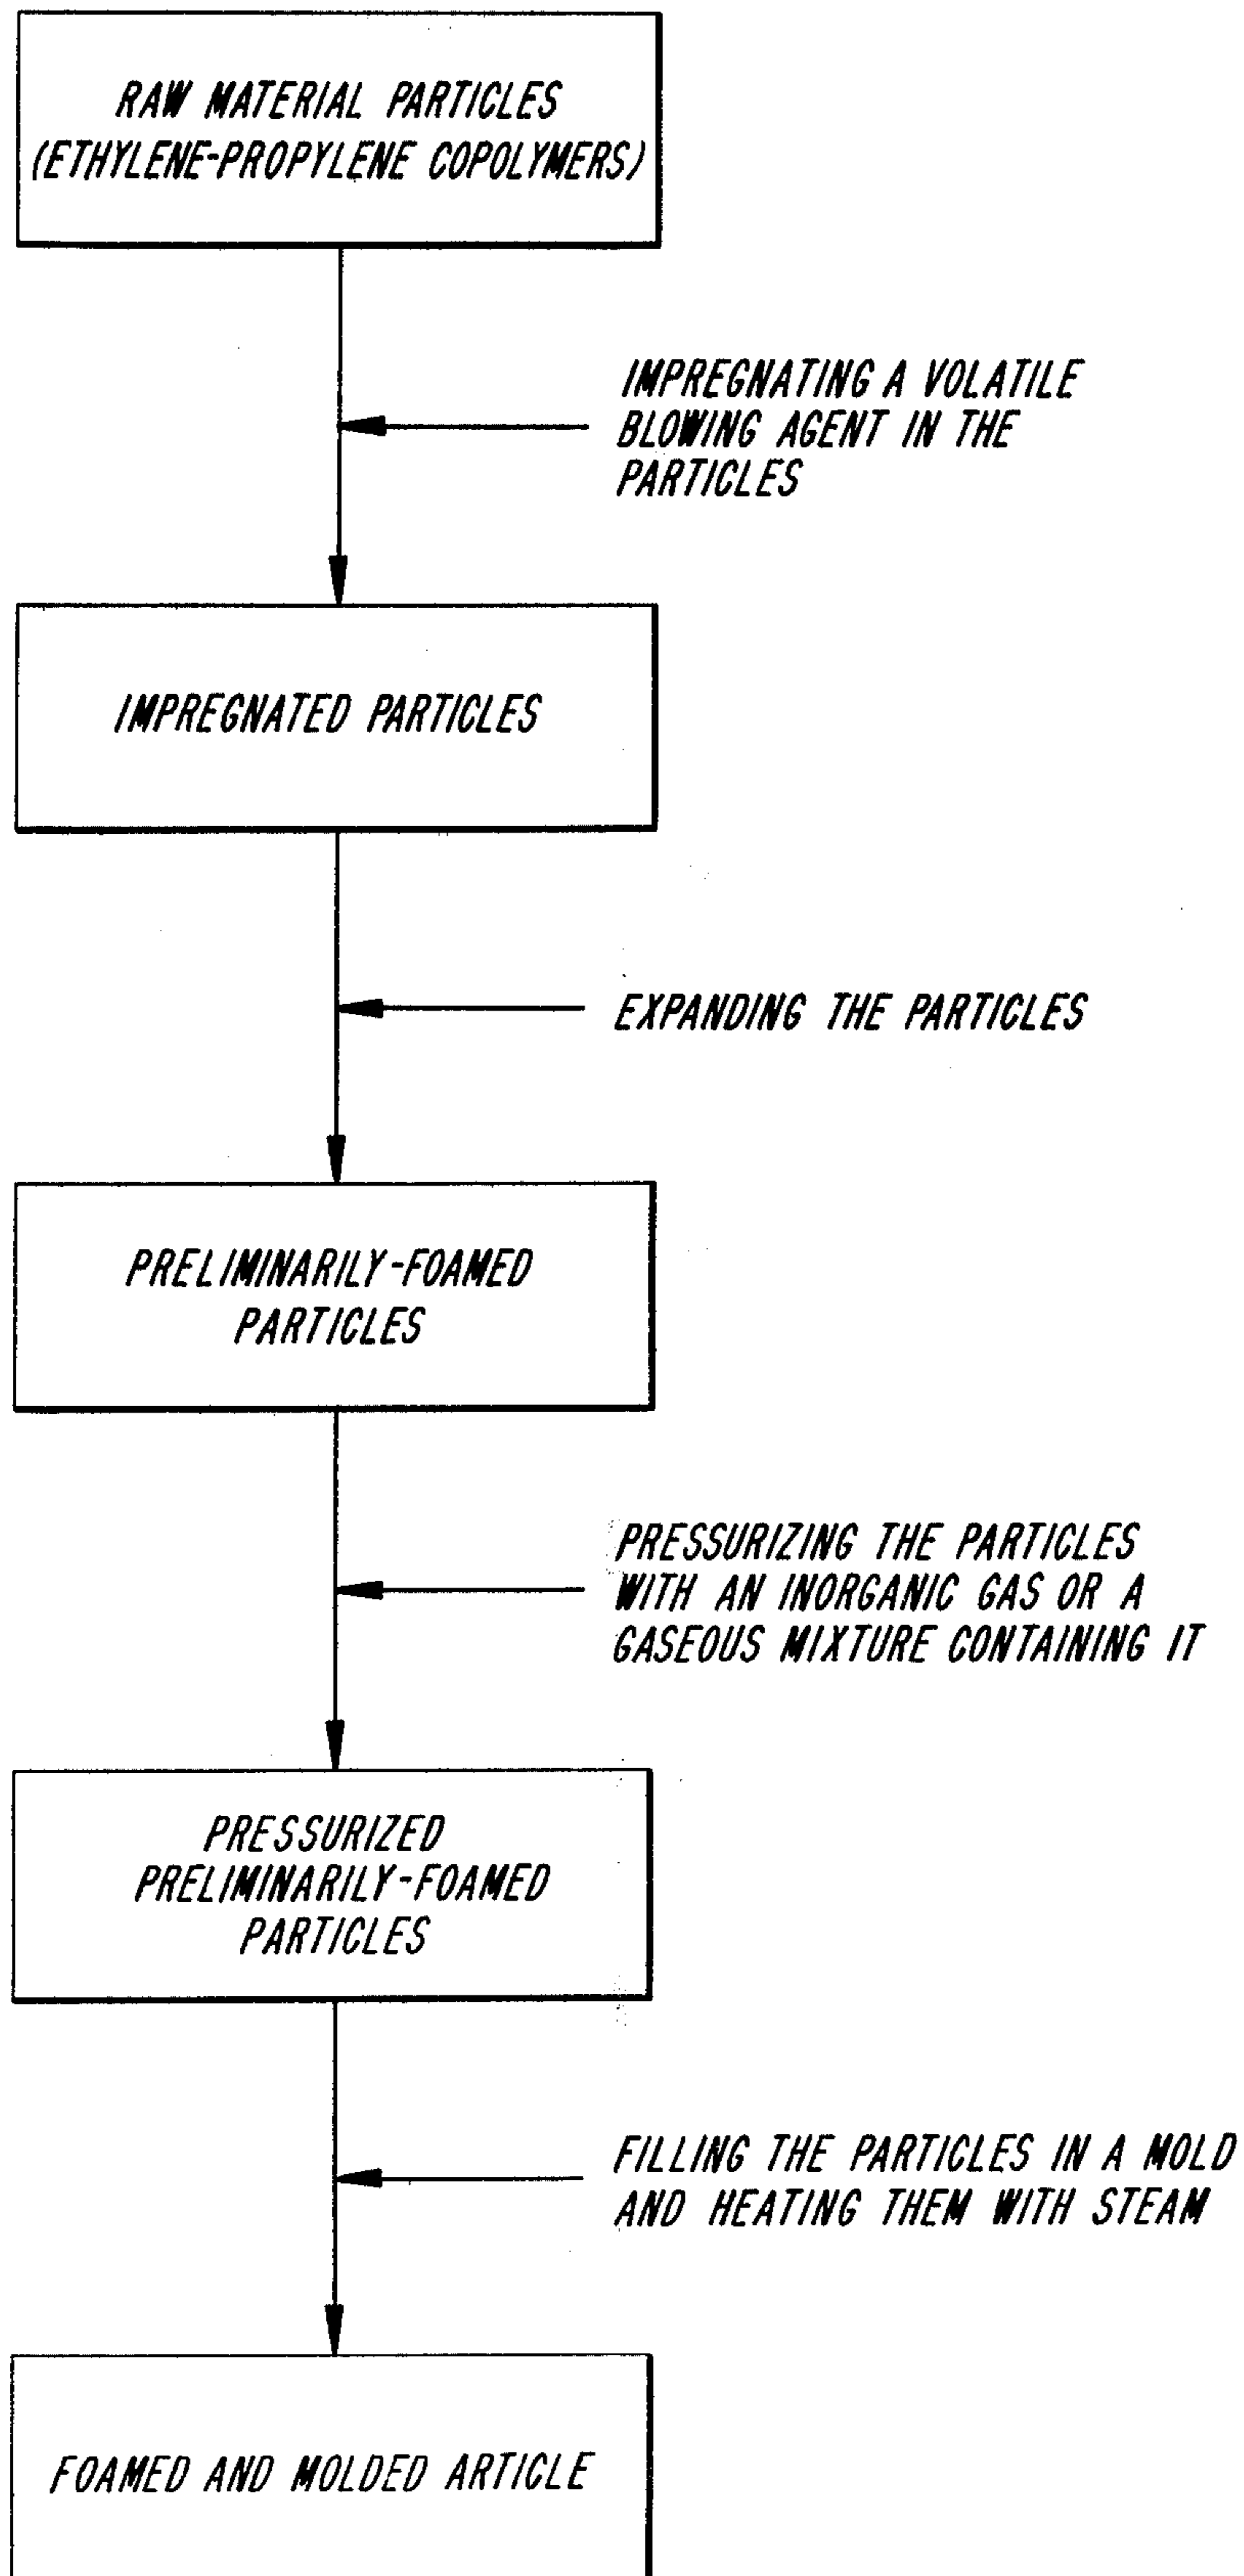 RAW MATERIAL PARTICLES
(ETHYLENE-PROPYLENE COPOLYMERS)
IMPREGNATING A VOLATILE
BLOWING AGENT IN THE
PARTICLES
IMPREGNATED PARTICLES
EXPANDING THE PARTICLES
PRELIMINARILY-FOAMED
PARTICLES
PRESSURIZING THE PARTICLES
WITH AN INORGANIC GAS OR A
GASEOUS MIXTURE CONTAINING IT
PRESSURIZED
PRELIMINARILY-FOAMED
PARTICLES
FILLING THE PARTICLES IN A MOLD
AND HEATING THEM WITH STEAM
FOAMED AND MOLDED ARTICLE